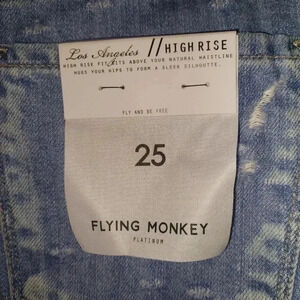 Los Angeles // HIGH RISE
HIGH RISE FIT SITS ABOVE YOUR NATURAL WAISTLINE
HUGS YOUR HIPS TO FORM A SLEEK SILHOUTTE.
FLY AND BE FREE
25
FLYING MONKEY
PLATINUM